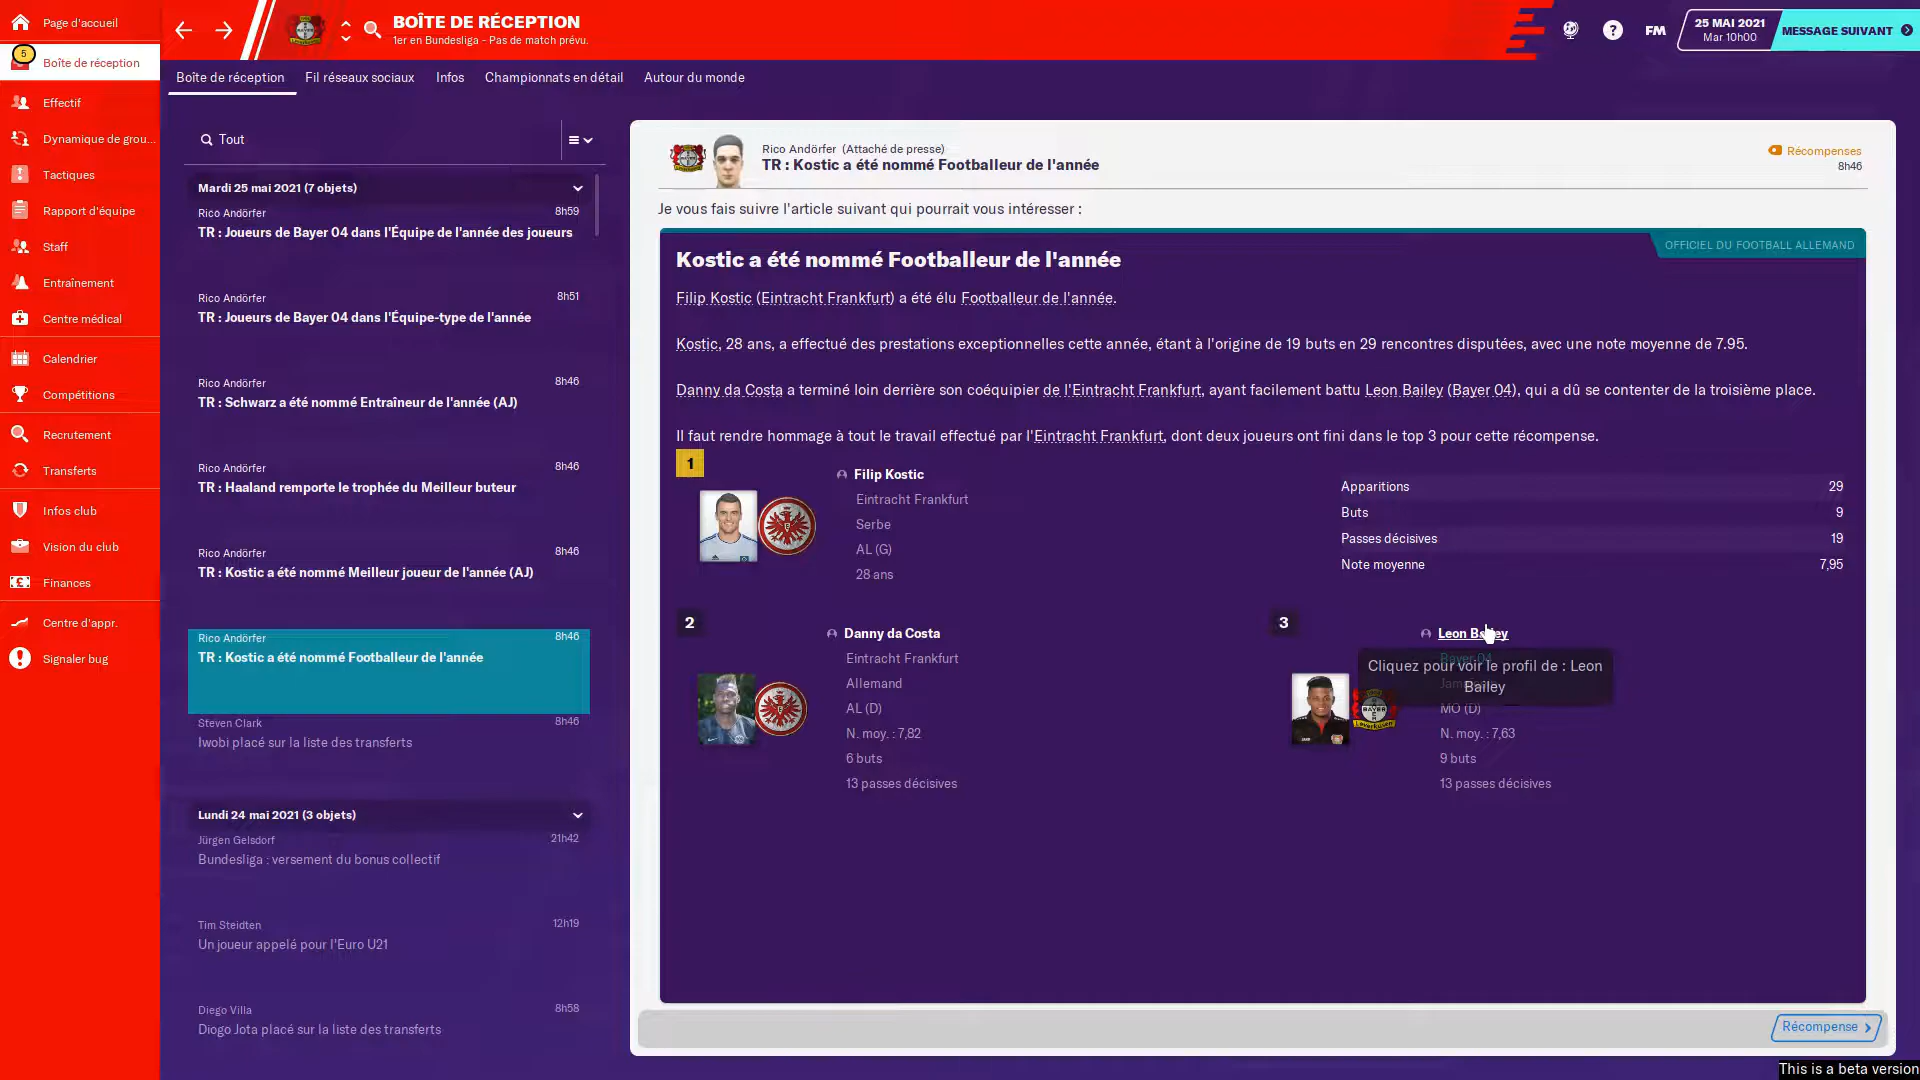 Page d'accueil
5
Boîte de réception
Effectif
Dynamique de grou...
Tactiques
Rapport d'équipe
Staff
Entraînement
Centre médical
Calendrier
Compétitions
Recrutement
Transferts
Infos club
Vision du club
Finances
Centre d'appr.
Signaler bug
BOÎTE DE RÉCEPTION
1er en Bundesliga - Pas de match prévu.
FM
25 MAI 2021
Mar 10h00
MESSAGE SUIVANT
Boîte de réception
Fil réseaux sociaux
Infos
Championnats en détail
Autour du monde
Tout
Mardi 25 mai 2021 (7 objets)
Rico Andörfer 8h59
TR : Joueurs de Bayer 04 dans l'Équipe de l'année des joueurs
Rico Andörfer 8h51
TR : Joueurs de Bayer 04 dans l'Équipe-type de l'année
Rico Andörfer 8h46
TR : Schwarz a été nommé Entraîneur de l'année (AJ)
Rico Andörfer 8h46
TR : Haaland remporte le trophée du Meilleur buteur
Rico Andörfer 8h46
TR : Kostic a été nommé Meilleur joueur de l'année (AJ)
Rico Andörfer 8h46
TR : Kostic a été nommé Footballeur de l'année
Steven Clark 8h46
Iwobi placé sur la liste des transferts
Lundi 24 mai 2021 (3 objets)
Jürgen Gelsdorf 21h42
Bundesliga : versement du bonus collectif
Tim Steidten 12h19
Un joueur appelé pour l'Euro U21
Diego Villa 8h58
Diogo Jota placé sur la liste des transferts
Rico Andörfer (Attaché de presse)
TR : Kostic a été nommé Footballeur de l'année
Récompenses
8h46
Je vous fais suivre l'article suivant qui pourrait vous intéresser :
OFFICIEL DU FOOTBALL ALLEMAND
Kostic a été nommé Footballeur de l'année
Filip Kostic (Eintracht Frankfurt) a été élu Footballeur de l'année.
Kostic, 28 ans, a effectué des prestations exceptionnelles cette année, étant à l'origine de 19 buts en 29 rencontres disputées, avec une note moyenne de 7.95.
Danny da Costa a terminé loin derrière son coéquipier de l'Eintracht Frankfurt, ayant facilement battu Leon Bailey (Bayer 04), qui a dû se contenter de la troisième place.
Il faut rendre hommage à tout le travail effectué par l'Eintracht Frankfurt, dont deux joueurs ont fini dans le top 3 pour cette récompense.
1
Filip Kostic
Eintracht Frankfurt
Serbe
AL (G)
28 ans
Apparitions 29
Buts 9
Passes décisives 19
Note moyenne 7,95
2
Danny da Costa
Eintracht Frankfurt
Allemand
AL (D)
N. moy. : 7,82
6 buts
13 passes décisives
3
Leon Bailey
Bayer 04
Cliquez pour voir le profil de : Leon
Bailey
MO (D)
N. moy. : 7,63
9 buts
13 passes décisives
Récompense
This is a beta version